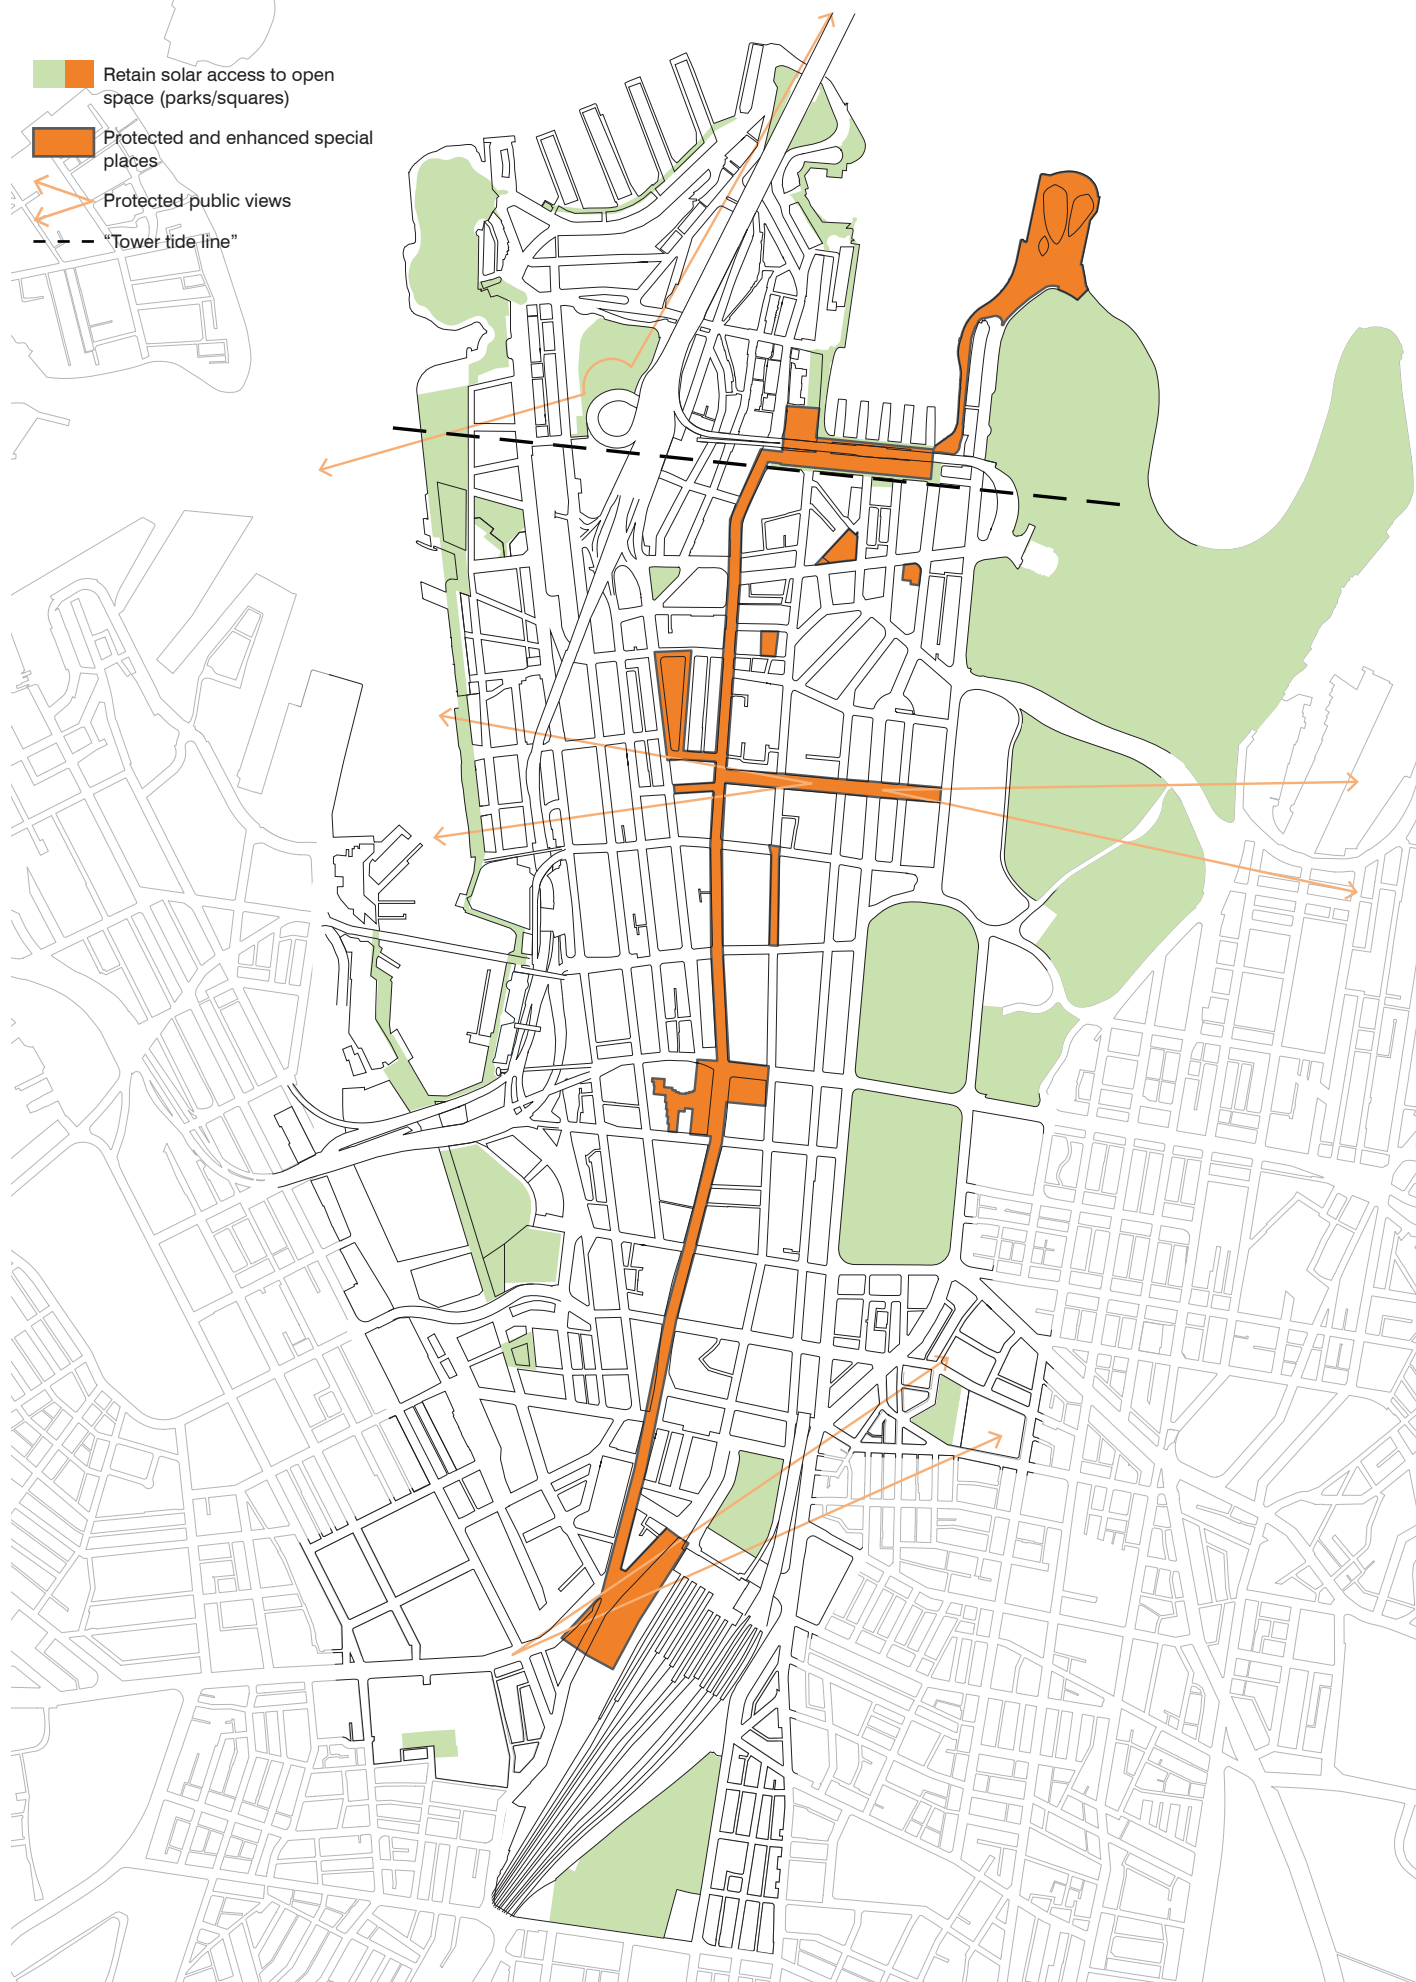 Retain solar access to open
space (parks/squares)
Protected and enhanced special
places
Protected public views
“Tower tide line”